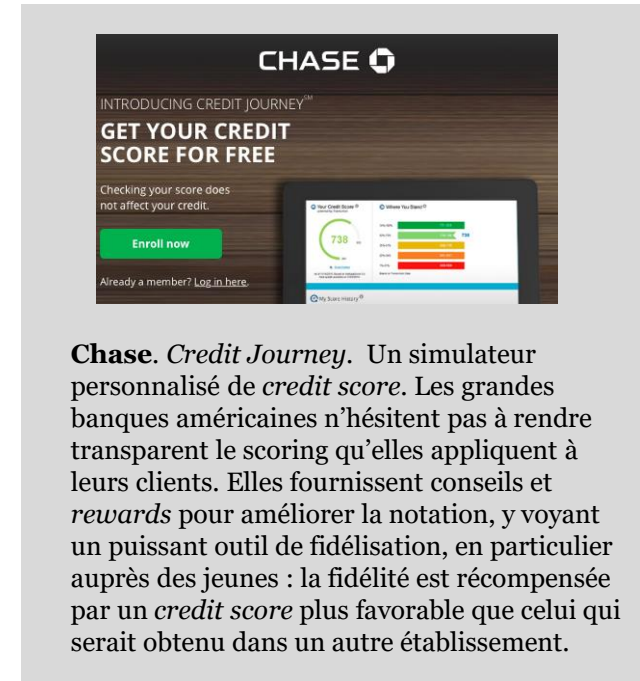 CHASE
INTRODUCING CREDIT JOURNEY℠
GET YOUR CREDIT
SCORE FOR FREE
Checking your score does
not affect your credit.
Enroll now
Already a member? Log in here.
Your Credit Score
Where You Stand
738
738
My Score History
Chase. Credit Journey. Un simulateur
personnalisé de credit score. Les grandes
banques américaines n’hésitent pas à rendre
transparent le scoring qu’elles appliquent à
leurs clients. Elles fournissent conseils et
rewards pour améliorer la notation, y voyant
un puissant outil de fidélisation, en particulier
auprès des jeunes : la fidélité est récompensée
par un credit score plus favorable que celui qui
serait obtenu dans un autre établissement.